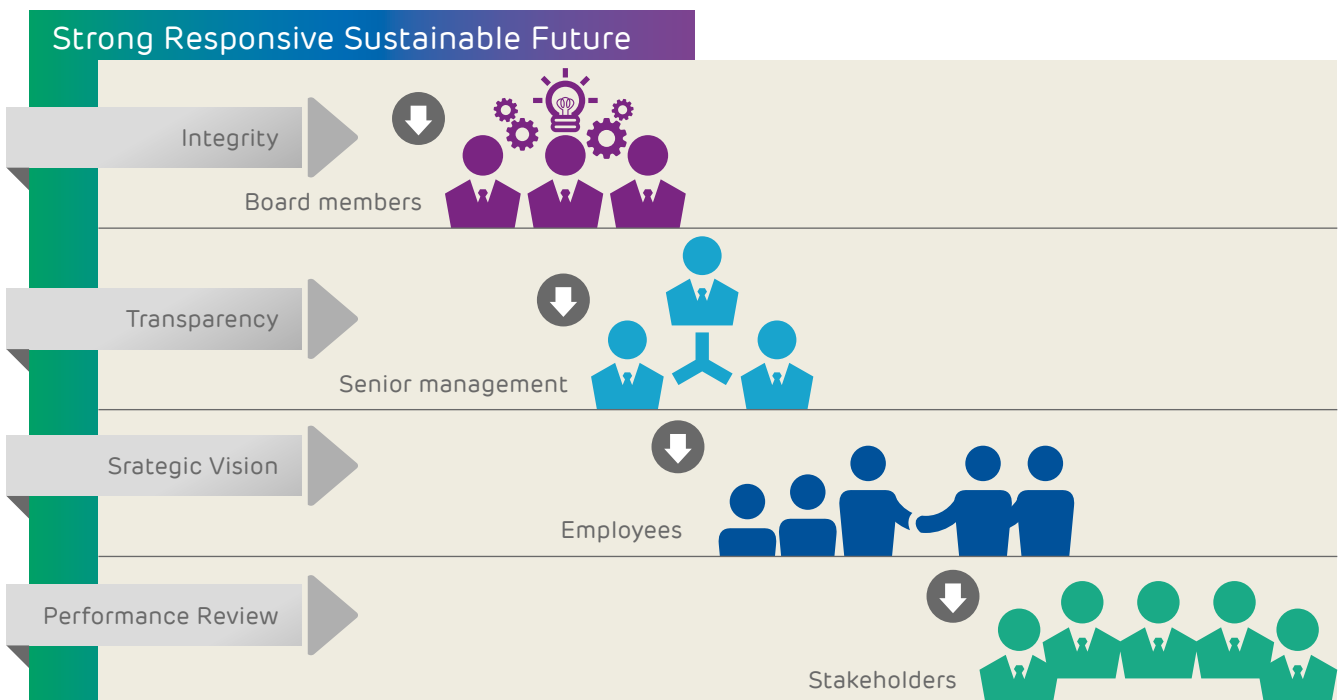 Strong Responsive Sustainable Future
Integrity
Board members
Transparency
Senior management
Srategic Vision
Employees
Performance Review
Stakeholders